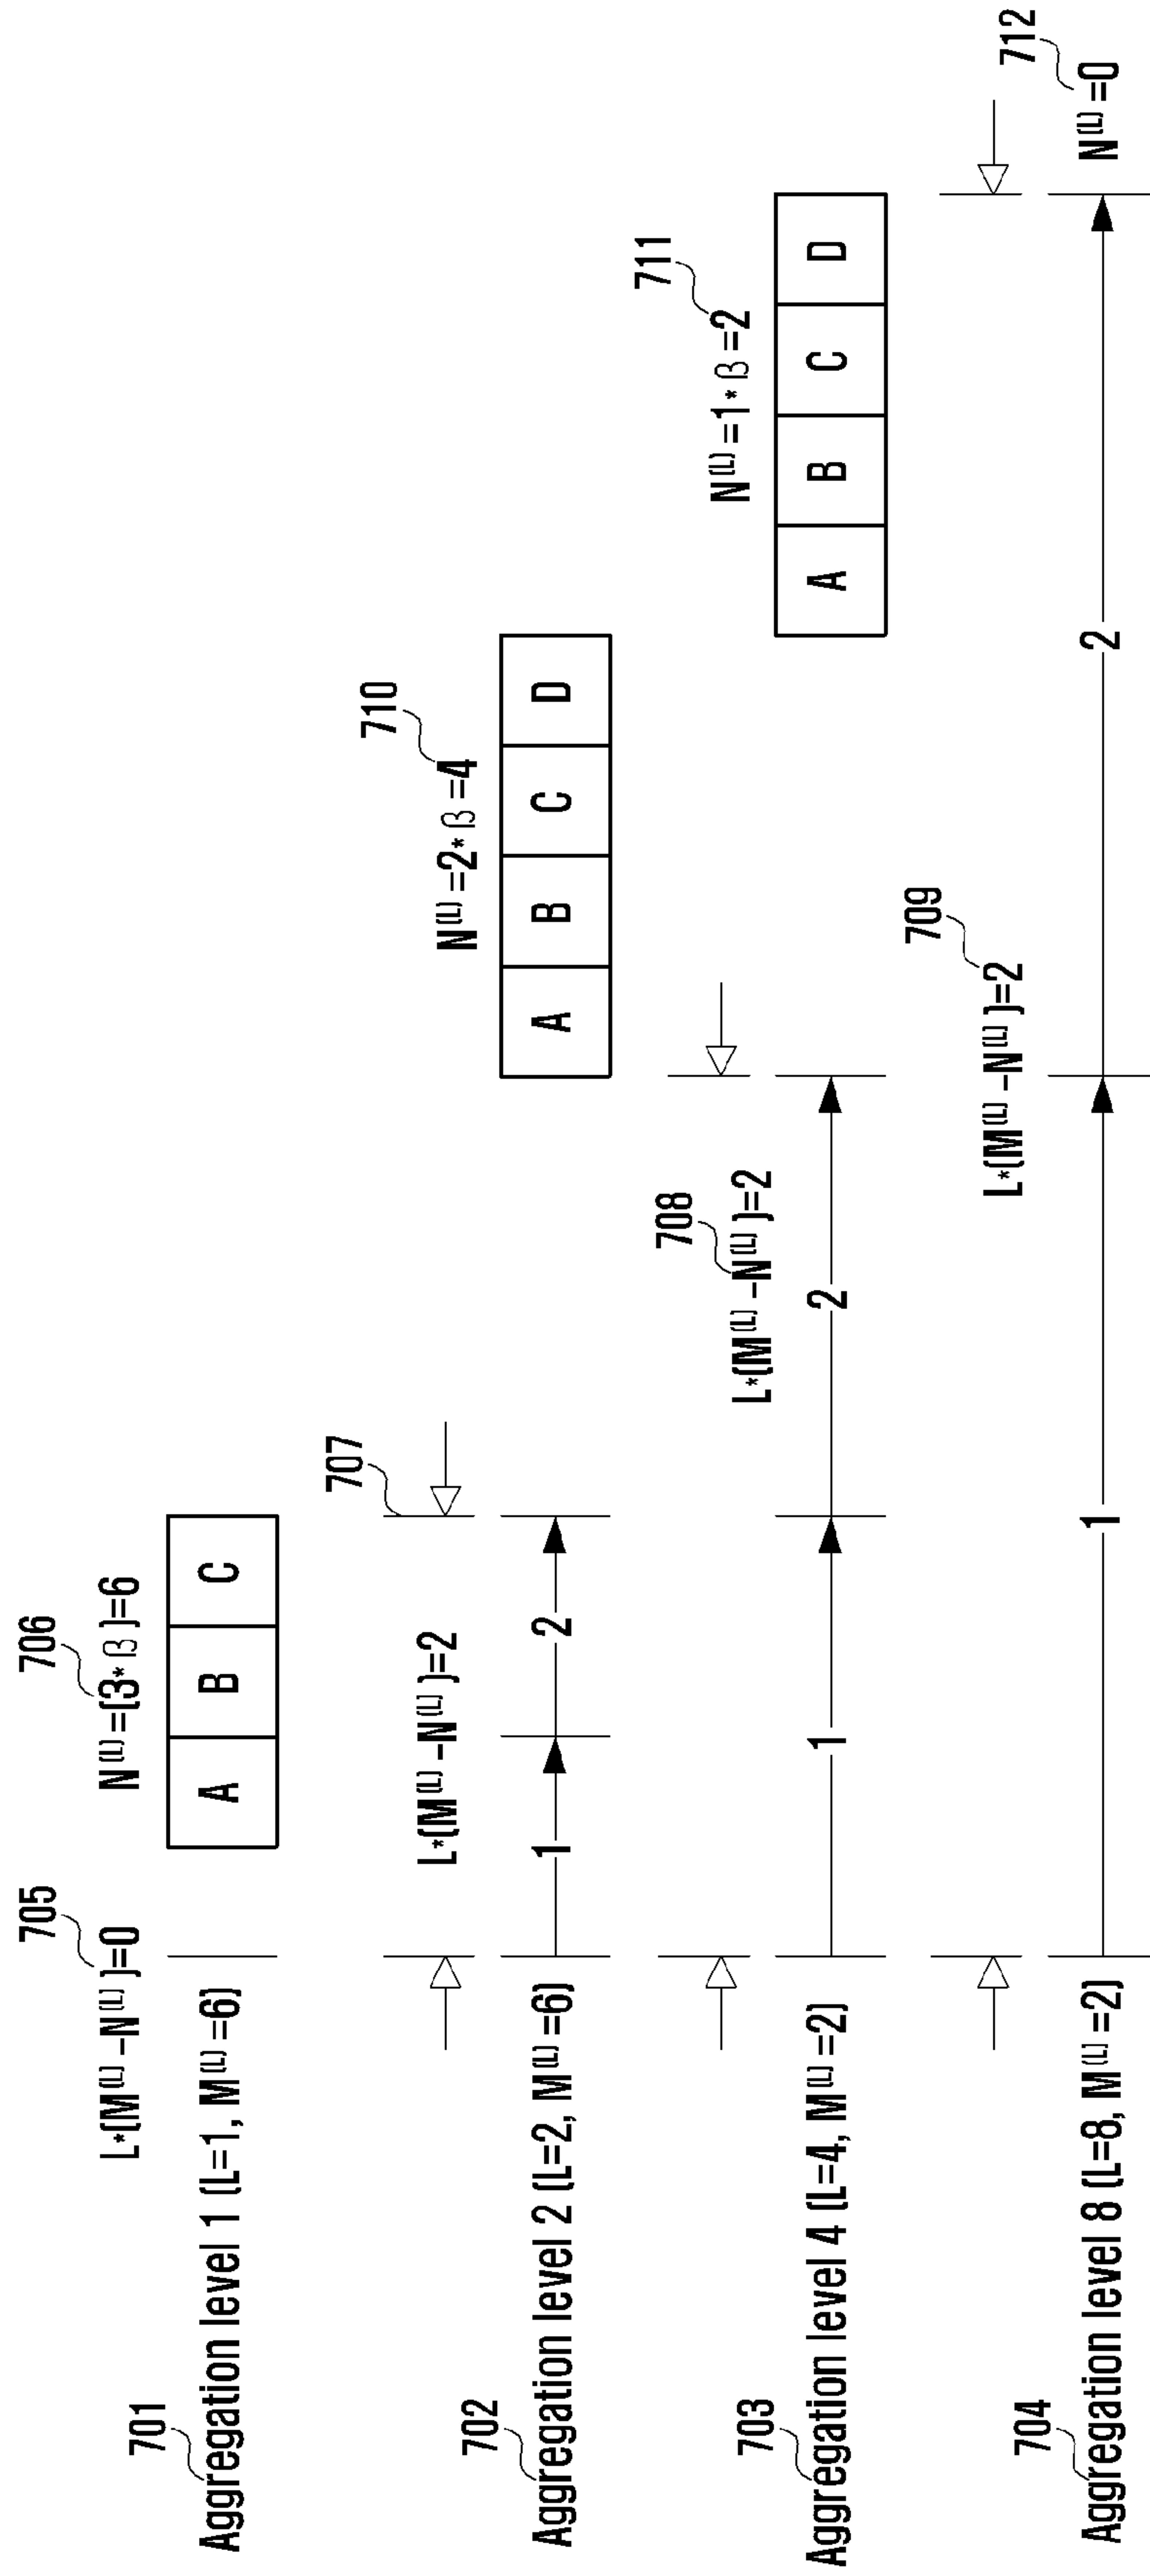 705
706
L*(M(L) –N(L) )=0
N(L) =(3* β )=6
701
Aggregation level 1 (L=1, M(L) =6)
A B C
707
710
L*(M(L) –N(L) )=2
N(L) =2* β =4
702
Aggregation level 2 (L=2, M(L) =6)
1 2
A B C D
708
711
L*(M(L) –N(L) )=2
N(L) =1* β =2
703
Aggregation level 4 (L=4, M(L) =2)
1 2
A B C D
709
712
L*(M(L) –N(L) )=2
704
Aggregation level 8 (L=8, M(L) =2)
1 2
N(L) =0